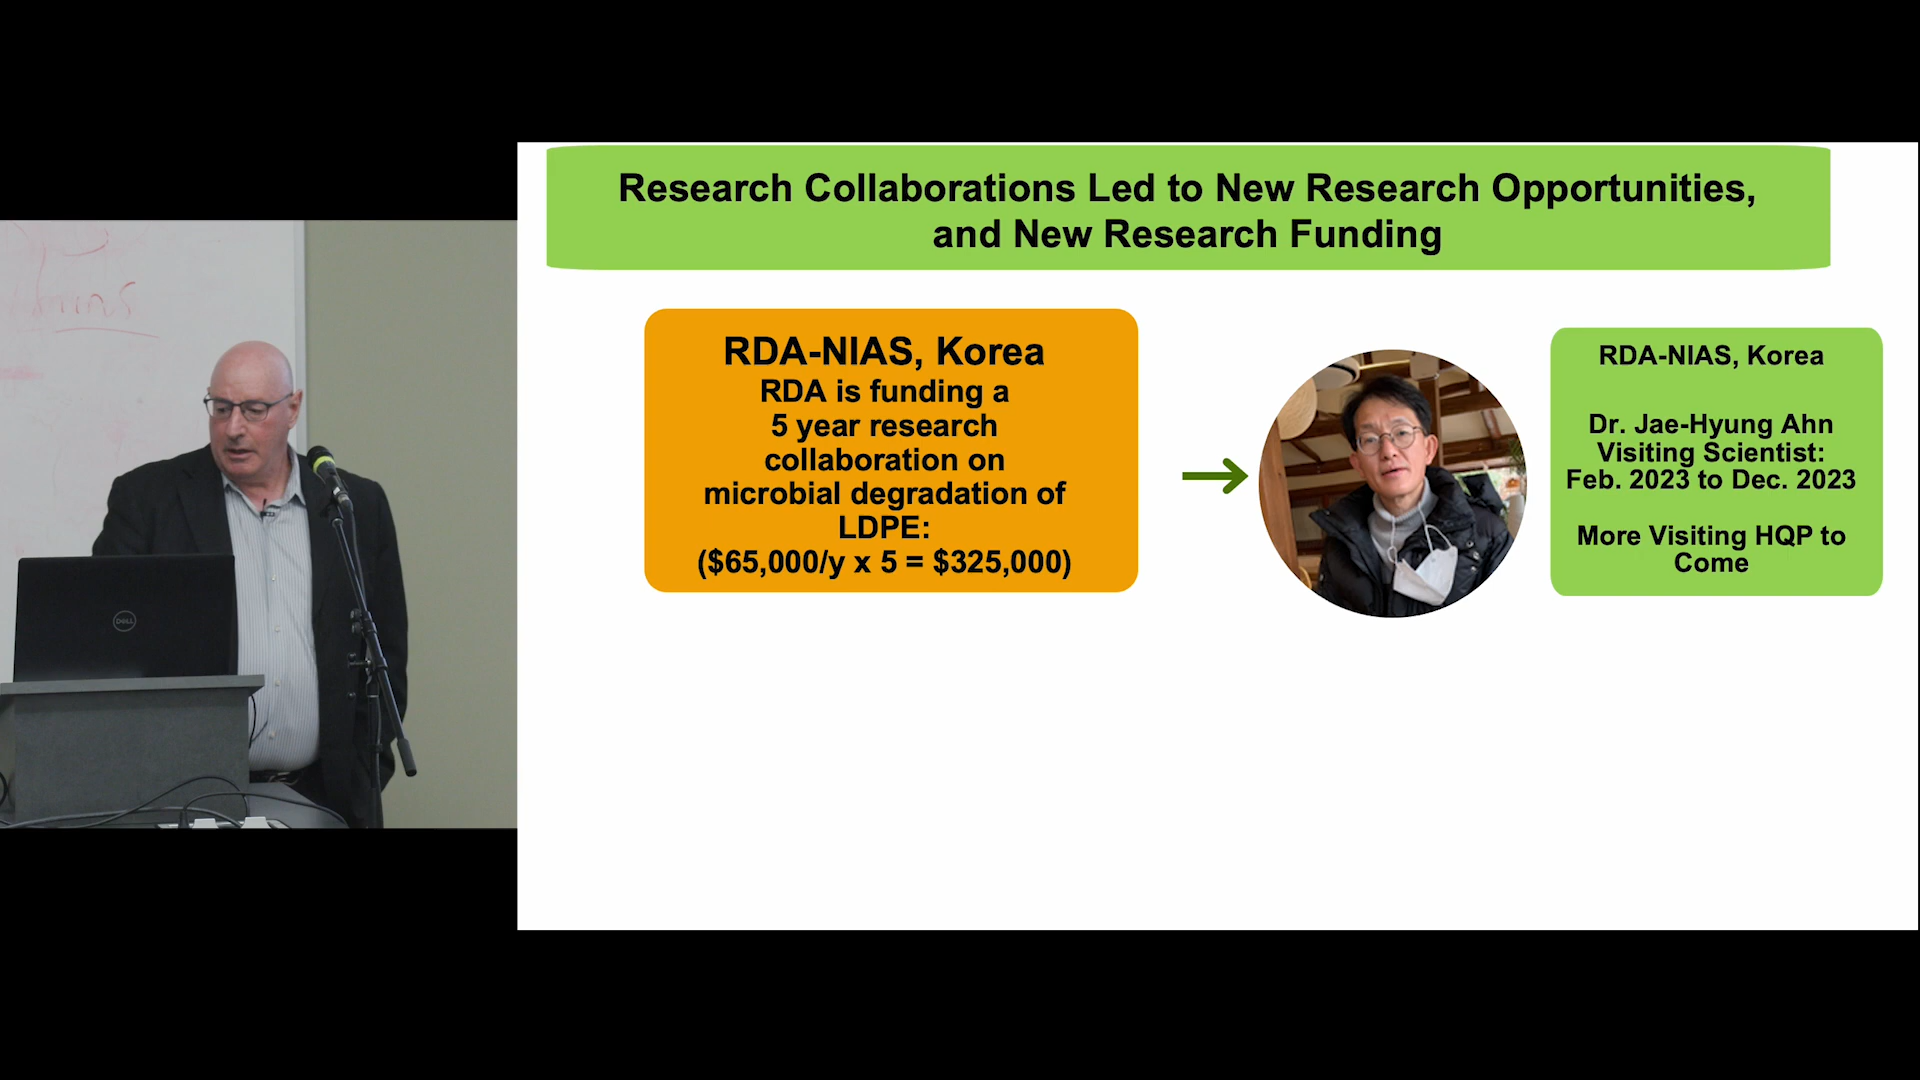 Research Collaborations Led to New Research Opportunities,
and New Research Funding
RDA-NIAS, Korea
RDA is funding a
5 year research
collaboration on
microbial degradation of
LDPE:
($65,000/y x 5 = $325,000)
RDA-NIAS, Korea
Dr. Jae-Hyung Ahn
Visiting Scientist:
Feb. 2023 to Dec. 2023
More Visiting HQP to
Come
DELL